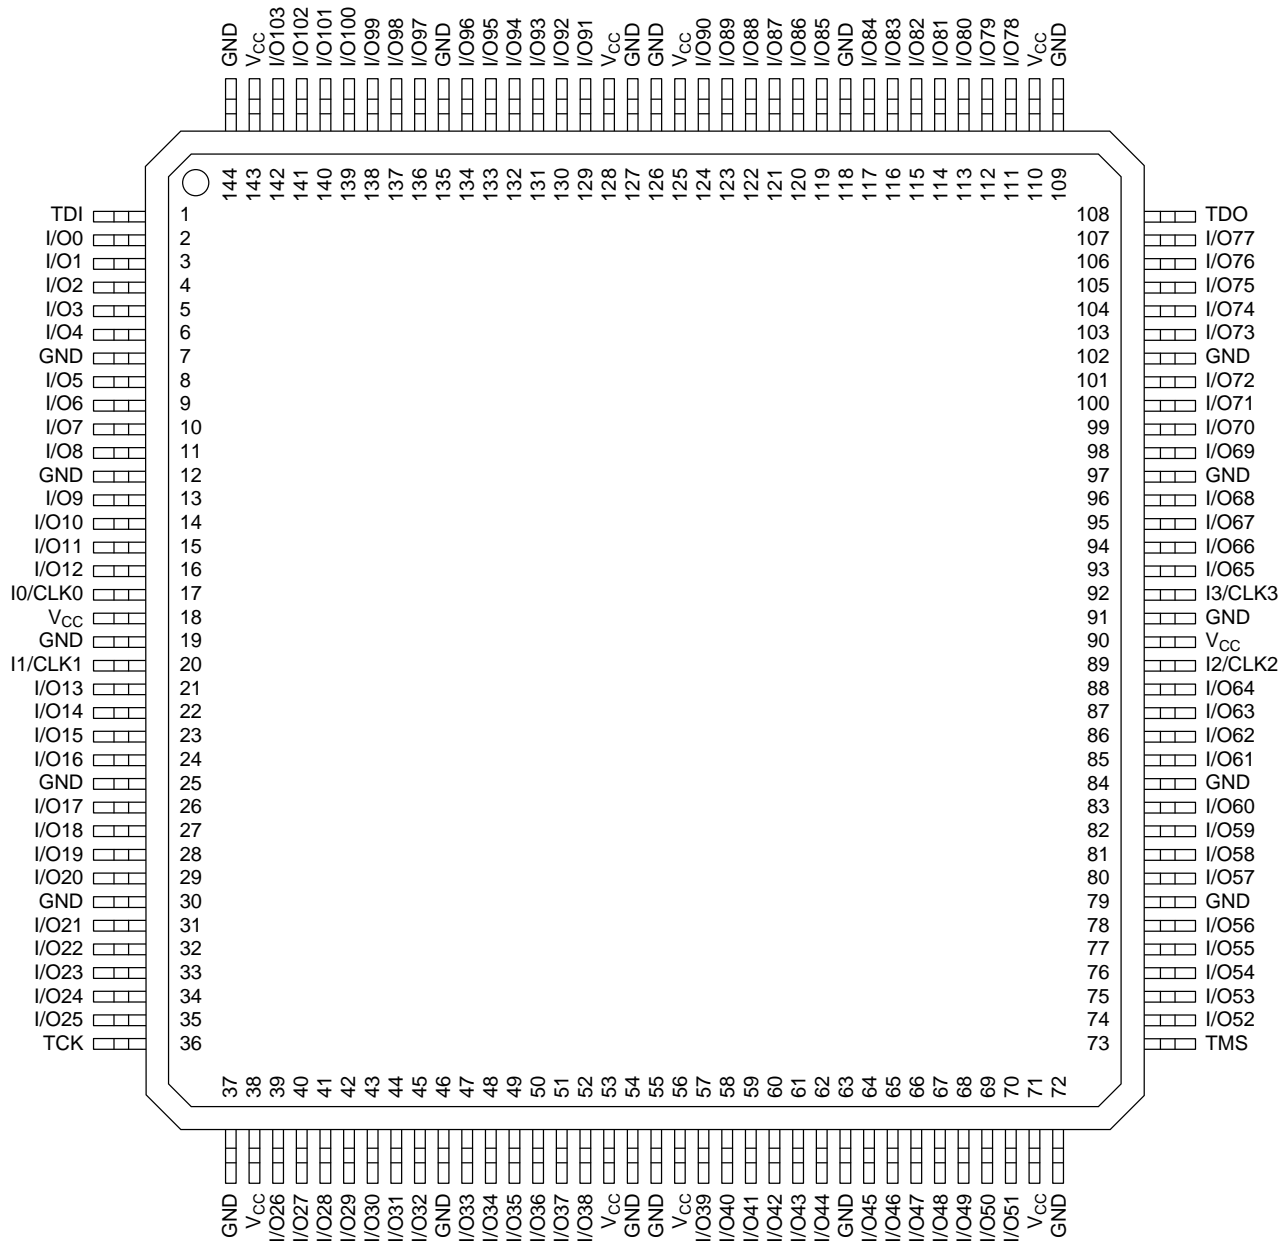 GND VCC I/O103 I/O102 I/O101 I/O100 I/O99 I/O98 I/O97 GND I/O96 I/O95 I/O94 I/O93 I/O92 I/O91 VCC GND GND VCC I/O90 I/O89 I/O88 I/O87 I/O86 I/O85 GND I/O84 I/O83 I/O82 I/O81 I/O80 I/O79 I/O78 VCC GND
144 143 142 141 140 139 138 137 136 135 134 133 132 131 130 129 128 127 126 125 124 123 122 121 120 119 118 117 116 115 114 113 112 111 110 109
TDI 1 108 TDO
I/O0 2 107 I/O77
I/O1 3 106 I/O76
I/O2 4 105 I/O75
I/O3 5 104 I/O74
I/O4 6 103 I/O73
GND 7 102 GND
I/O5 8 101 I/O72
I/O6 9 100 I/O71
I/O7 10 99 I/O70
I/O8 11 98 I/O69
GND 12 97 GND
I/O9 13 96 I/O68
I/O10 14 95 I/O67
I/O11 15 94 I/O66
I/O12 16 93 I/O65
I0/CLK0 17 92 I3/CLK3
VCC 18 91 GND
GND 19 90 VCC
I1/CLK1 20 89 I2/CLK2
I/O13 21 88 I/O64
I/O14 22 87 I/O63
I/O15 23 86 I/O62
I/O16 24 85 I/O61
GND 25 84 GND
I/O17 26 83 I/O60
I/O18 27 82 I/O59
I/O19 28 81 I/O58
I/O20 29 80 I/O57
GND 30 79 GND
I/O21 31 78 I/O56
I/O22 32 77 I/O55
I/O23 33 76 I/O54
I/O24 34 75 I/O53
I/O25 35 74 I/O52
TCK 36 73 TMS
37 38 39 40 41 42 43 44 45 46 47 48 49 50 51 52 53 54 55 56 57 58 59 60 61 62 63 64 65 66 67 68 69 70 71 72
GND VCC I/O26 I/O27 I/O28 I/O29 I/O30 I/O31 I/O32 GND I/O33 I/O34 I/O35 I/O36 I/O37 I/O38 VCC GND GND VCC I/O39 I/O40 I/O41 I/O42 I/O43 I/O44 GND I/O45 I/O46 I/O47 I/O48 I/O49 I/O50 I/O51 VCC GND